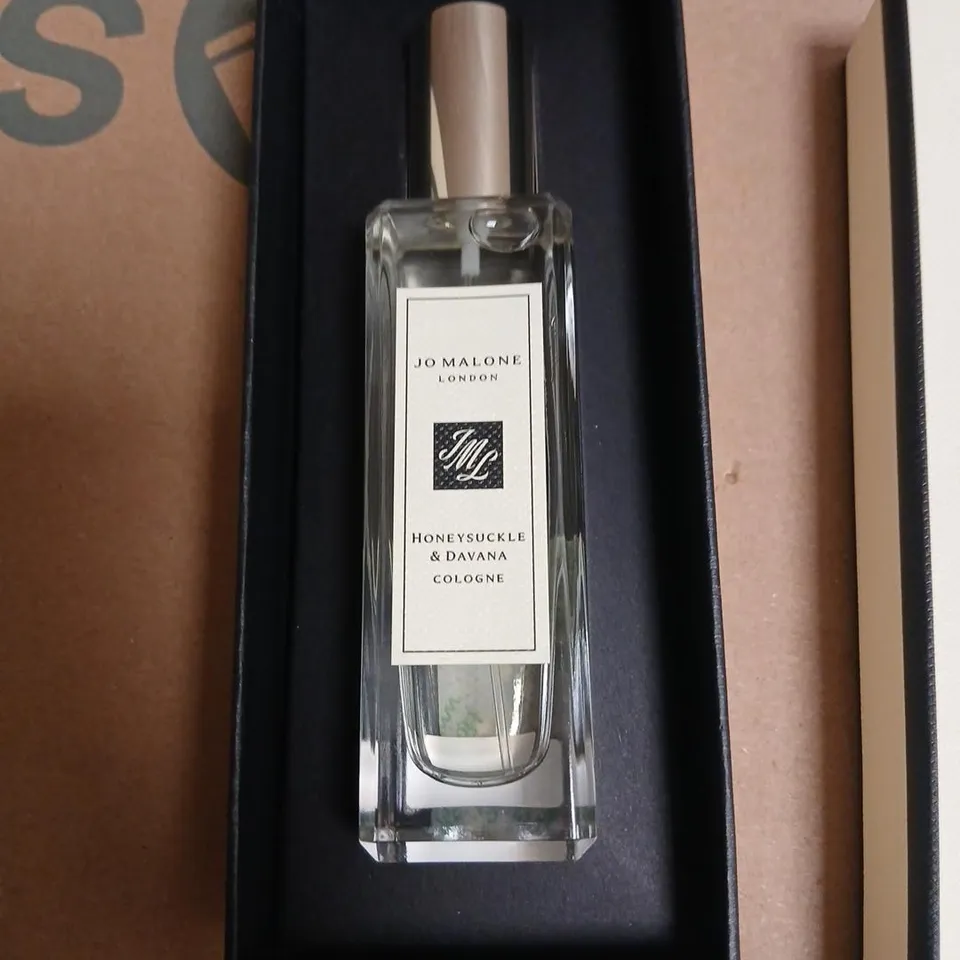 S
JO MALONE
LONDON
JML
HONEYSUCKLE
& DAVANA
COLOGNE